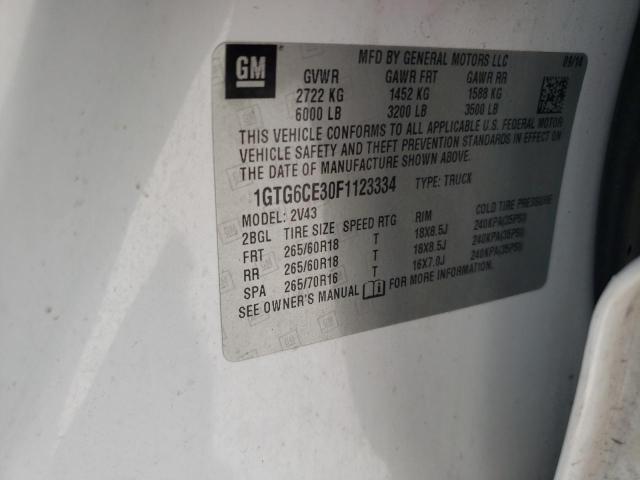 GM
MFD BY GENERAL MOTORS LLC 09/14
GVWR GAWR FRT GAWR RR
2722 KG 1452 KG 1588 KG
6000 LB 3200 LB 3500 LB
THIS VEHICLE CONFORMS TO ALL APPLICABLE U.S. FEDERAL MOTOR
VEHICLE SAFETY AND THEFT PREVENTION STANDARDS IN EFFECT ON
THE DATE OF MANUFACTURE SHOWN ABOVE.
1GTG6CE30F1123334 TYPE: TRUCK
MODEL: 2V43
2BGL TIRE SIZE SPEED RTG RIM COLD TIRE PRESSURE
FRT 265/60R18 T 18X8.5J 240KPA(35PSI)
RR 265/60R18 T 18X8.5J 240KPA(35PSI)
SPA 265/70R16 T 16X7.0J 240KPA(35PSI)
SEE OWNER'S MANUAL FOR MORE INFORMATION.